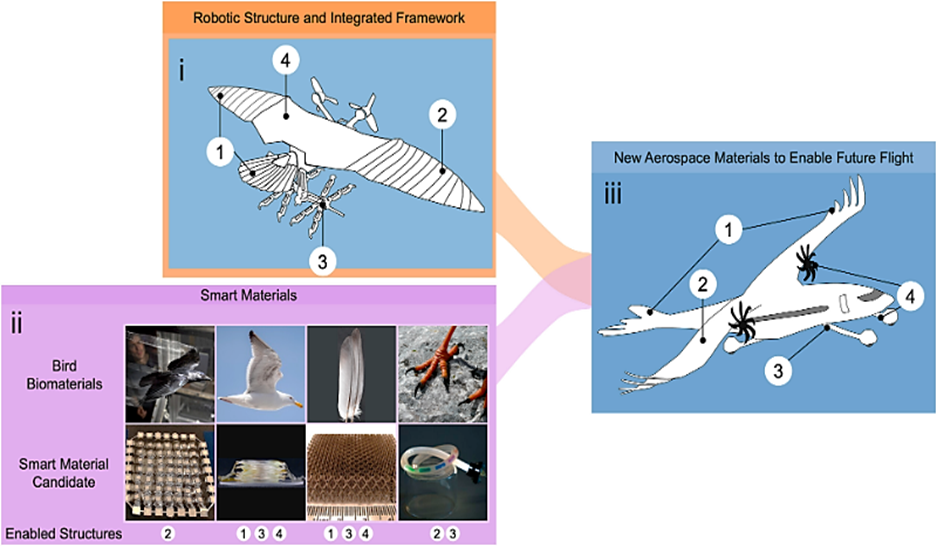 Robotic Structure and Integrated Framework
i
4
2
1
3
Smart Materials
ii
Bird
Biomaterials
Smart Material
Candidate
Enabled Structures
2
1 3 4
1 3 4
2 3
New Aerospace Materials to Enable Future Flight
iii
1
2
4
3